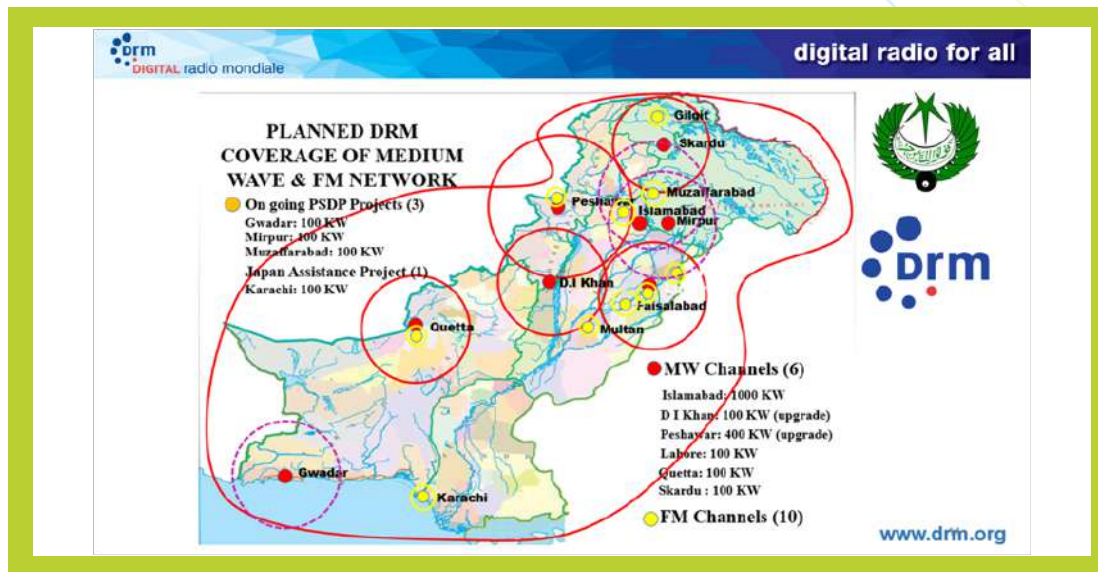 DRM
DIGITAL radio mondiale
digital radio for all
PLANNED DRM
COVERAGE OF MEDIUM
WAVE & FM NETWORK
On going PSDP Projects (3)
Gwadar: 100 KW
Mirpur: 100 KW
Muzaffarabad: 100 KW
Japan Assistance Project (1)
Karachi: 100 KW
Gilgit
Skardu
Muzaffarabad
Peshawar
Islamabad
Mirpur
D.I Khan
Faisalabad
Quetta
Multan
Gwadar
Karachi
MW Channels (6)
Islamabad: 1000 KW
D I Khan: 100 KW (upgrade)
Peshawar: 400 KW (upgrade)
Lahore: 100 KW
Quetta: 100 KW
Skardu : 100 KW
FM Channels (10)
DRM
www.drm.org